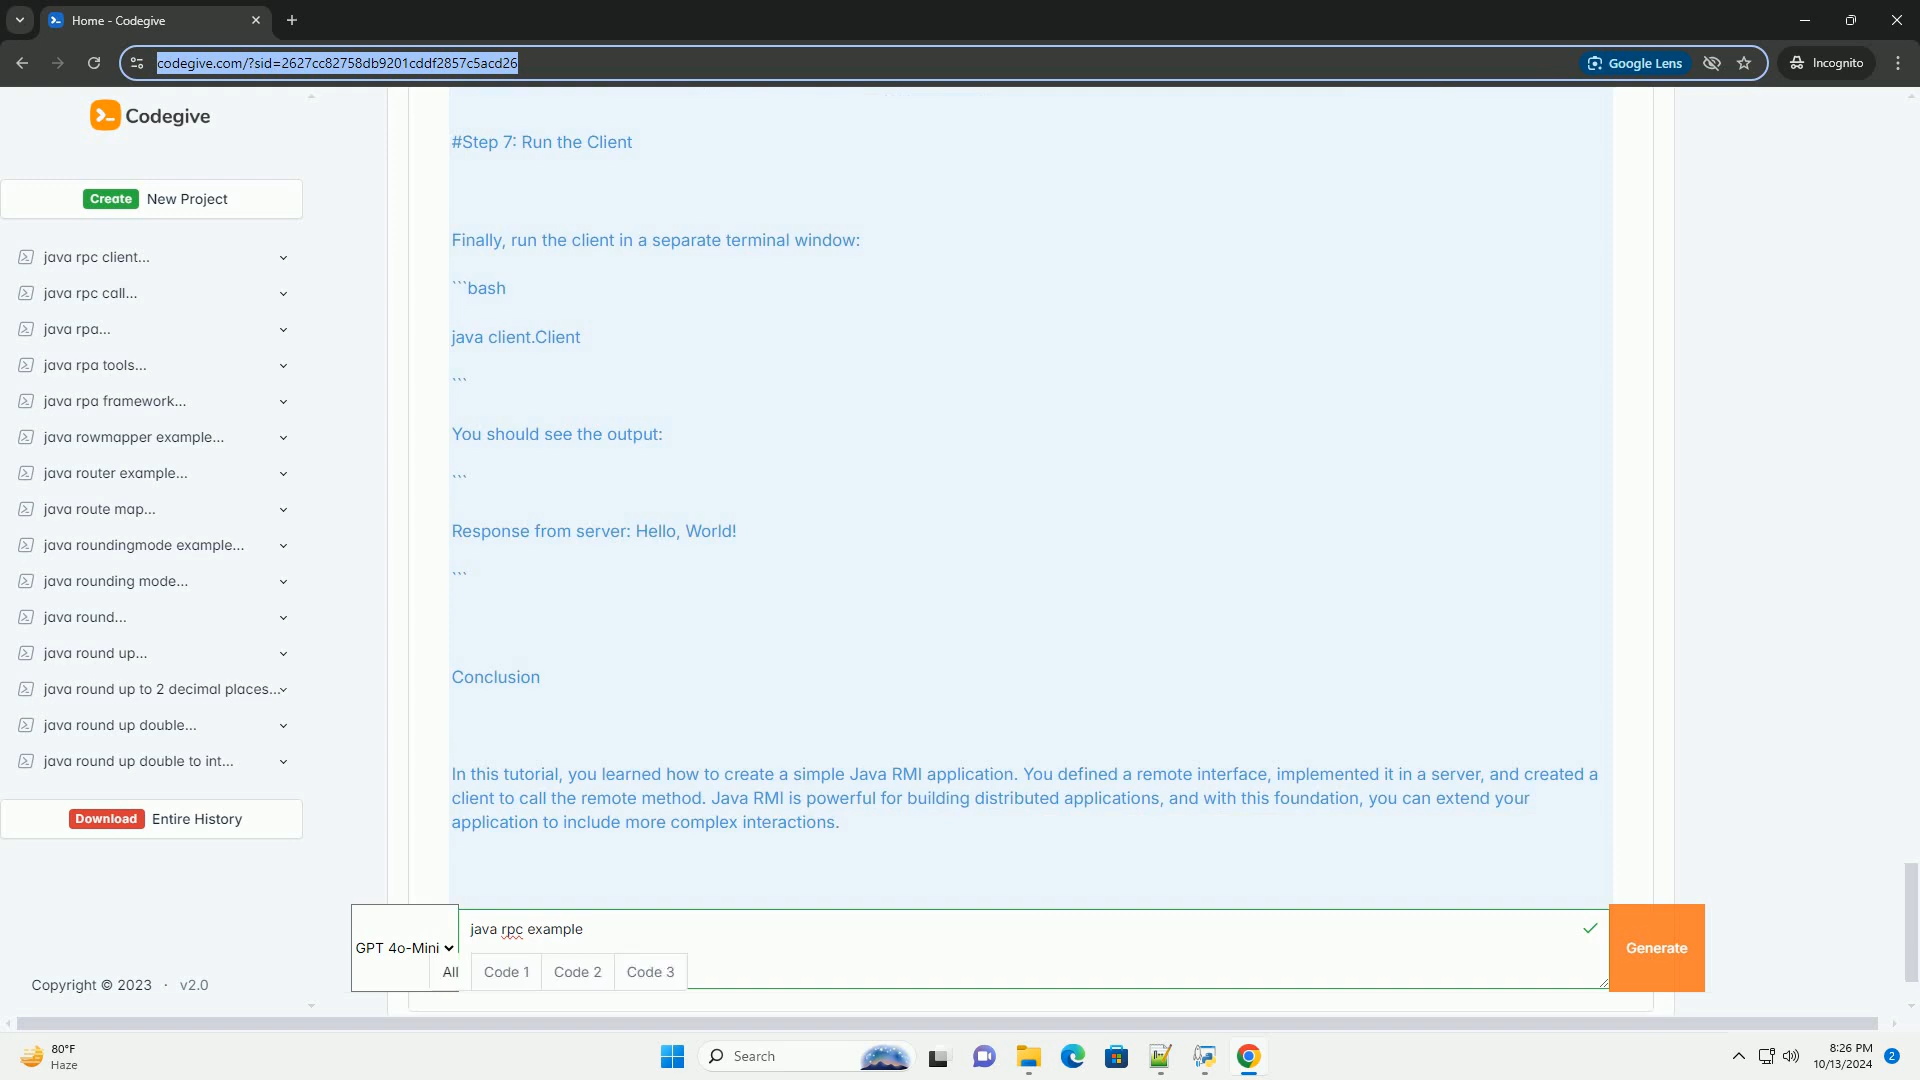 Home - Codegive
codegive.com/?sid=2627cc82758db9201cddf2857c5acd26
Google Lens
Incognito
Codegive
Create New Project
java rpc client...
java rpc call...
java rpa...
java rpa tools...
java rpa framework...
java rowmapper example...
java router example...
java route map...
java roundingmode example...
java rounding mode...
java round...
java round up...
java round up to 2 decimal places...
java round up double...
java round up double to int...
Download Entire History
Copyright © 2023 · v2.0
#Step 7: Run the Client
Finally, run the client in a separate terminal window:
```bash
java client.Client
```
You should see the output:
```
Response from server: Hello, World!
```
Conclusion
In this tutorial, you learned how to create a simple Java RMI application. You defined a remote interface, implemented it in a server, and created a
client to call the remote method. Java RMI is powerful for building distributed applications, and with this foundation, you can extend your
application to include more complex interactions.
GPT 4o-Mini
java rpc example
All
Code 1
Code 2
Code 3
Generate
80°F
Haze
Search
8:26 PM
10/13/2024
2